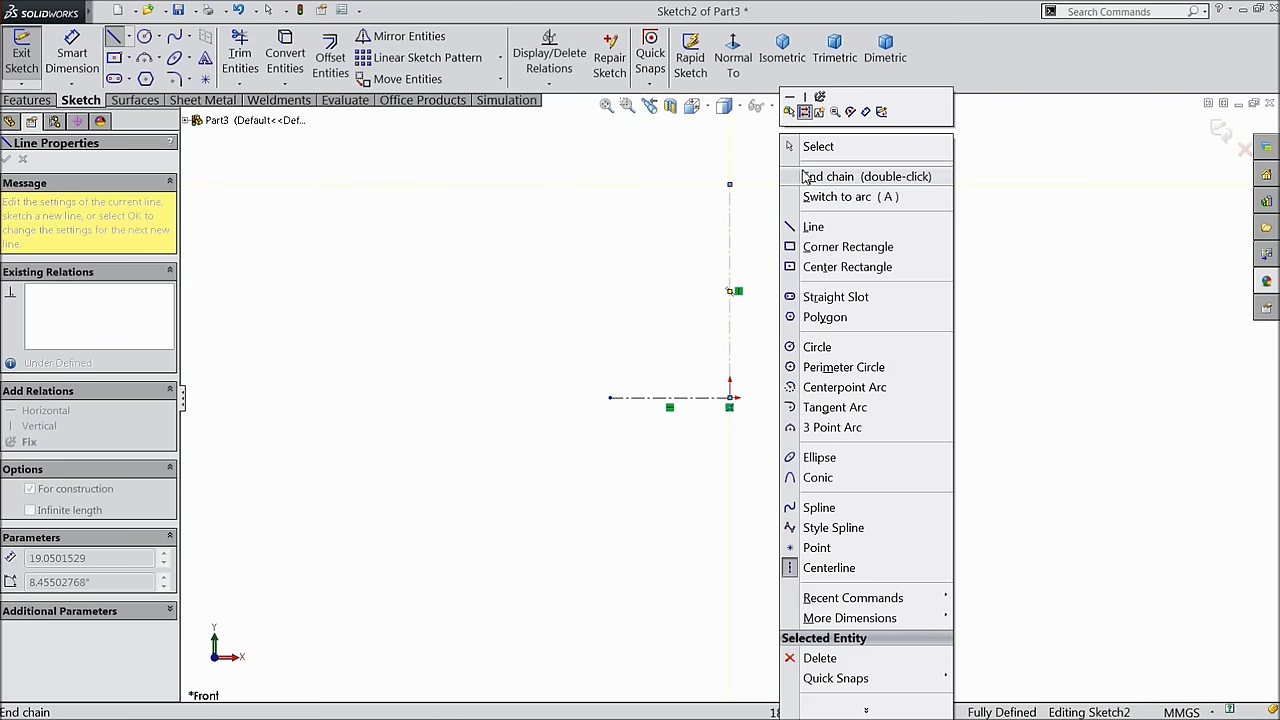 SOLIDWORKS
Sketch2 of Part3 *
Search Commands
Exit Sketch
Smart Dimension
Trim Entities
Convert Entities
Offset Entities
Mirror Entities
Linear Sketch Pattern
Move Entities
Display/Delete Relations
Repair Sketch
Quick Snaps
Rapid Sketch
Normal To
Isometric
Trimetric
Dimetric
Features
Sketch
Surfaces
Sheet Metal
Weldments
Evaluate
Office Products
Simulation
Part3 (Default<<Def...
Line Properties
Message
Edit the settings of the current line,
sketch a new line, or select OK to
change the settings for the next new
line.
Existing Relations
Under Defined
Add Relations
Horizontal
Vertical
Fix
Options
For construction
Infinite length
Parameters
19.0501529
8.45502768°
Additional Parameters
Select
End chain (double-click)
Switch to arc ( A )
Line
Corner Rectangle
Center Rectangle
Straight Slot
Polygon
Circle
Perimeter Circle
Centerpoint Arc
Tangent Arc
3 Point Arc
Ellipse
Conic
Spline
Style Spline
Point
Centerline
Recent Commands
More Dimensions
Selected Entity
Delete
Quick Snaps
Y
X
*Front
End chain
Fully Defined
Editing Sketch2
MMGS